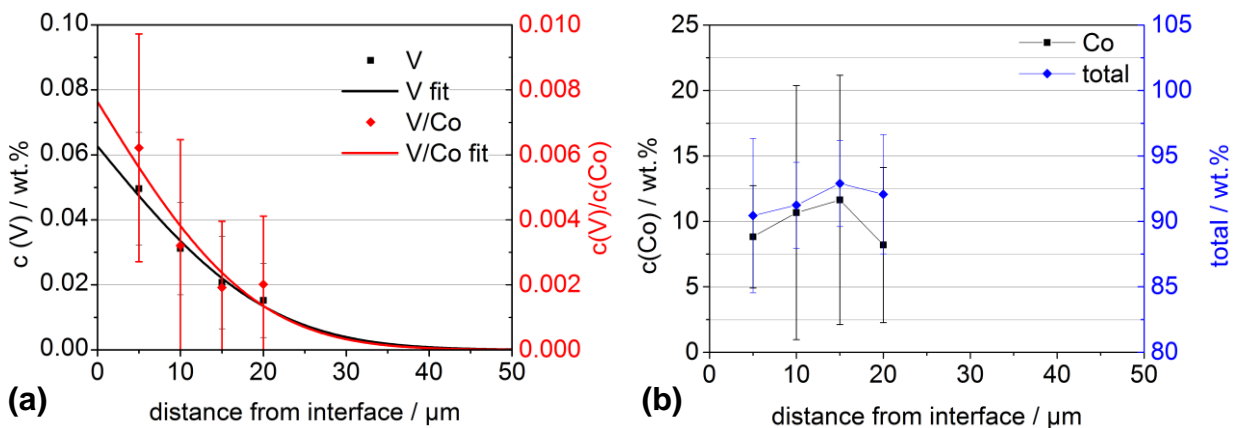 0.10
0.08
0.06
0.04
0.02
0.00
c (V) / wt.%
0.010
0.008
0.006
0.004
0.002
0.000
c(V)/c(Co)
V
V fit
V/Co
V/Co fit
0 10 20 30 40 50
distance from interface / μm
(a)
25
20
15
10
5
0
c(Co) / wt.%
105
100
95
90
85
80
total / wt.%
Co
total
0 10 20 30 40 50
distance from interface / μm
(b)